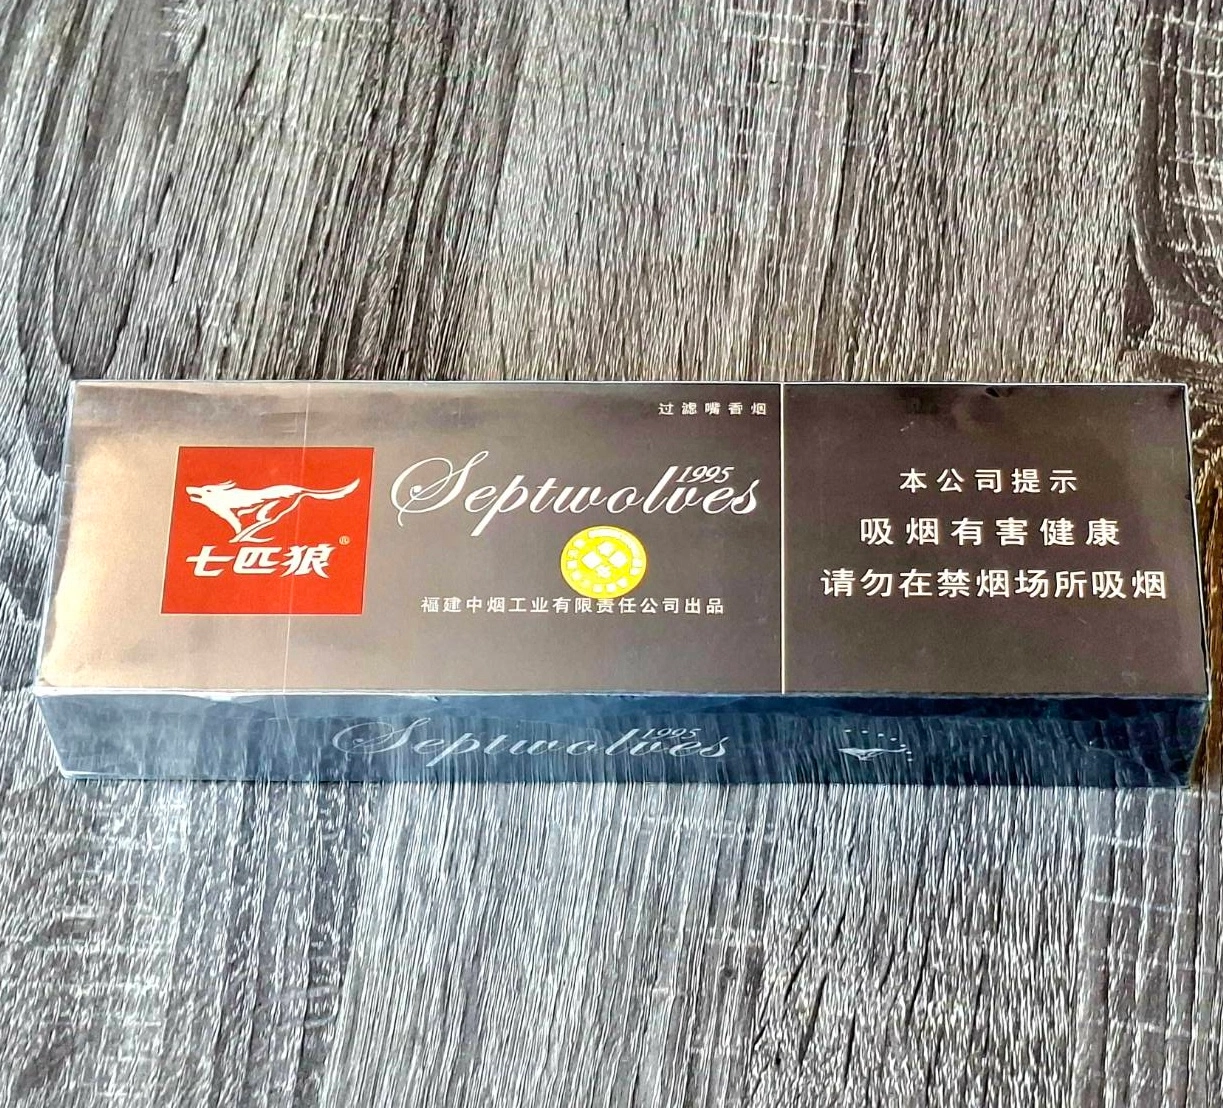 过滤嘴香烟
1995
Septwolves
七匹狼®
福建中烟工业有限责任公司出品
本公司提示
吸烟有害健康
请勿在禁烟场所吸烟
1995
Septwolves